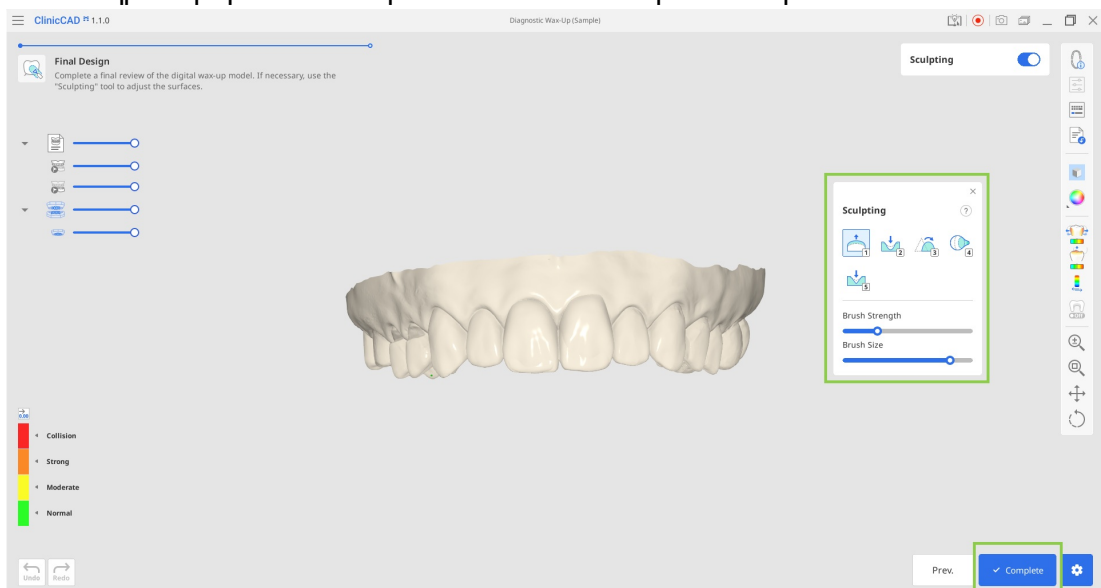 ClinicCAD 1.1.0
Diagnostic Wax-Up (Sample)
Final Design
Complete a final review of the digital wax-up model. If necessary, use the
"Sculpting" tool to adjust the surfaces.
Sculpting
Sculpting
?
1
2
3
4
5
Brush Strength
Brush Size
0.00
Collision
Strong
Moderate
Normal
Undo
Redo
Prev.
Complete